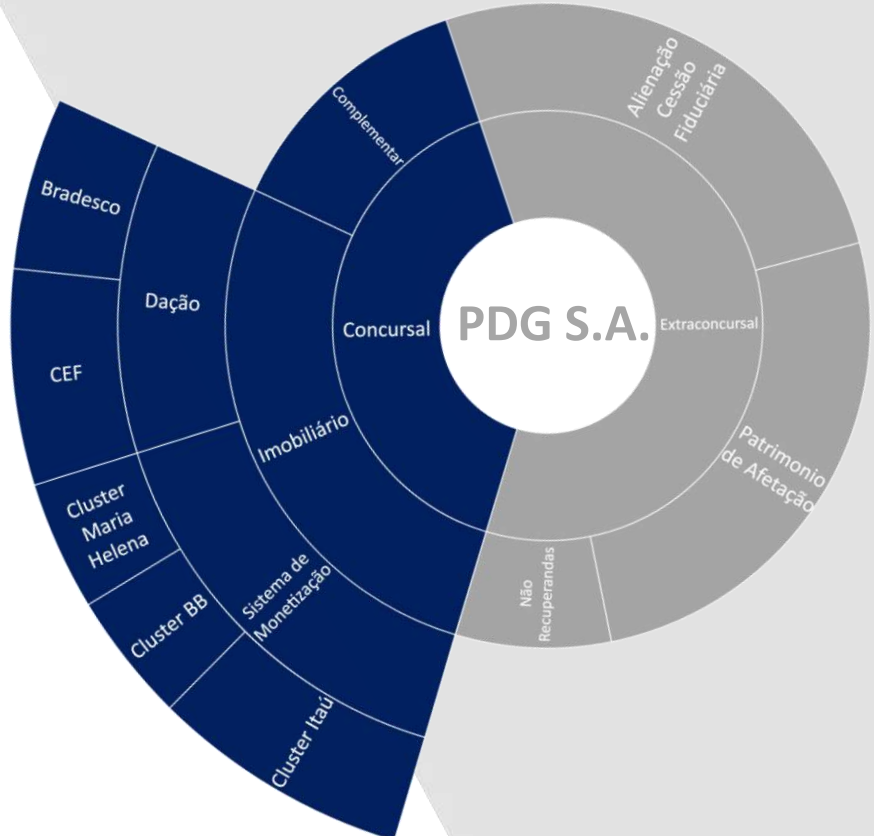 Alienação
Cessão
Fiduciária
Complementar
Bradesco
Dação
CEF
Concursal
PDG S.A.
Extraconcursal
Imobiliário
Patrimonio
de Afetação
Cluster
Maria
Helena
Sistema de
Monetização
Não
Recuperandas
Cluster BB
Cluster Itaú